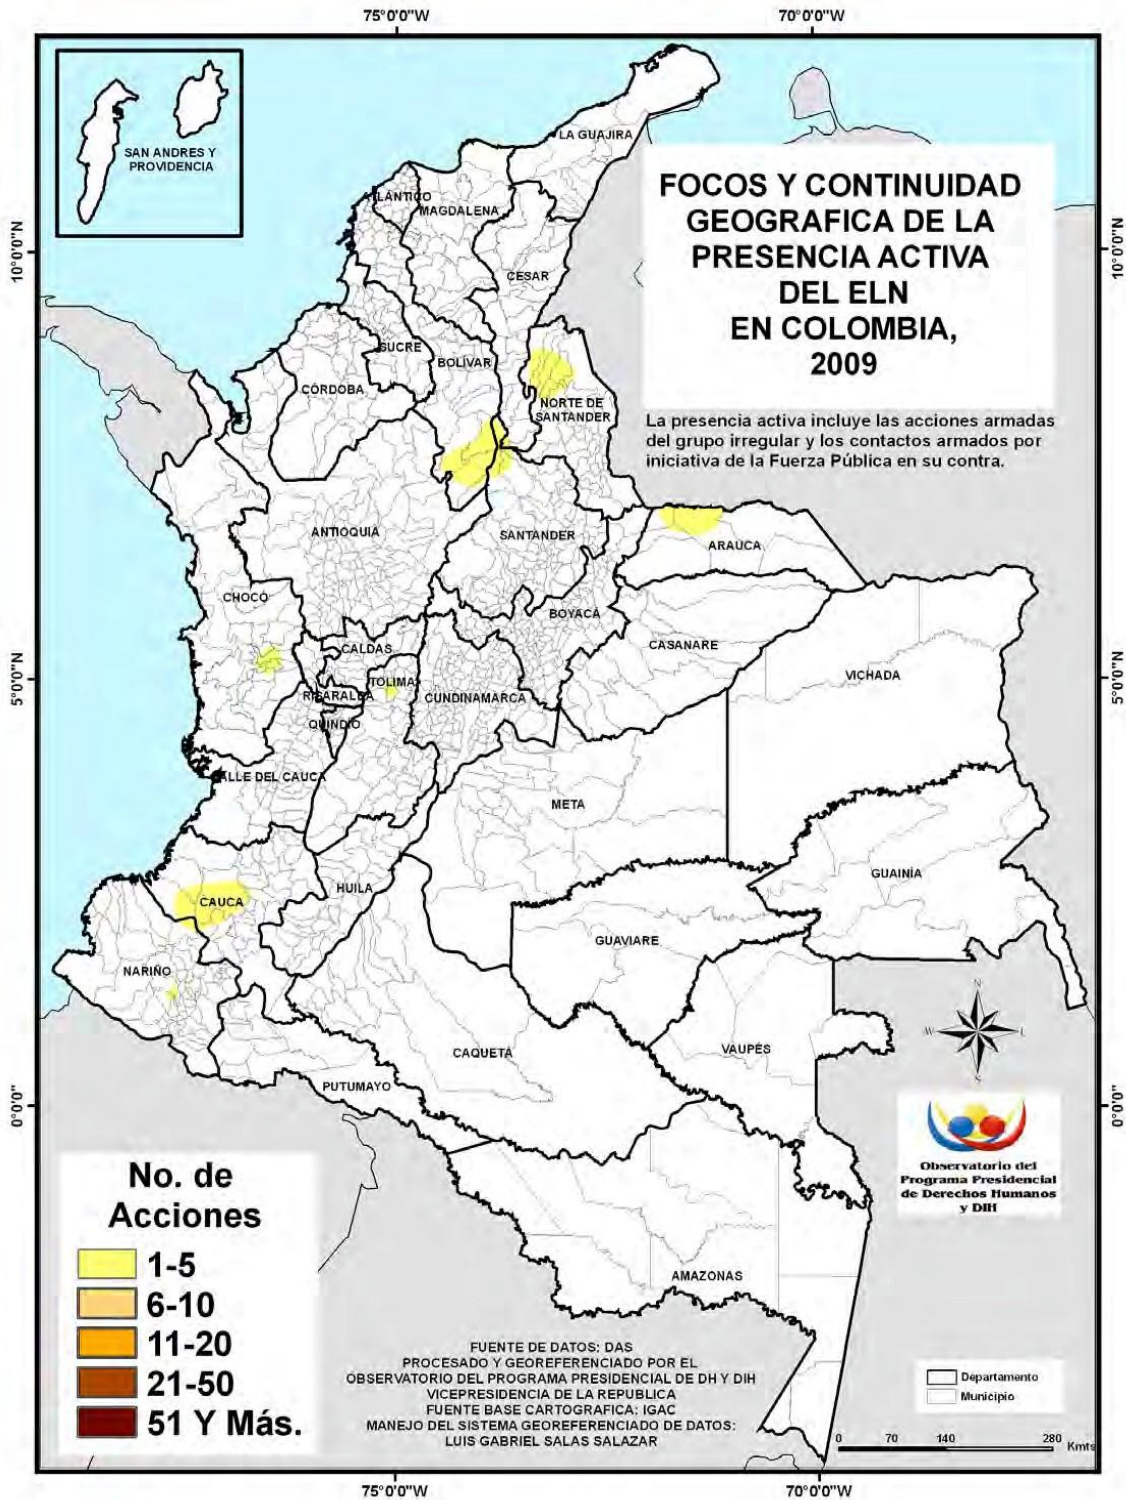 75°0'0"W
70°0'0"W
SAN ANDRES Y
PROVIDENCIA
LA GUAJIRA
FOCOS Y CONTINUIDAD
GEOGRAFICA DE LA
PRESENCIA ACTIVA
DEL ELN
EN COLOMBIA,
2009
La presencia activa incluye las acciones armadas
del grupo irregular y los contactos armados por
iniciativa de la Fuerza Pública en su contra.
ATLÁNTICO
MAGDALENA
10°0'0"N
10°0'0"N
CESAR
SUCRE
BOLÍVAR
CÓRDOBA
NORTE DE
SANTANDER
ANTIOQUIA
SANTANDER
ARAUCA
CHOCÓ
BOYACÁ
CALDAS
CASANARE
VICHADA
5°0'0"N
5°0'0"N
TOLIMA
RISARALDA
CUNDINAMARCA
QUINDIO
ALLE DEL CAUCA
META
HUILA
GUAINÍA
CAUCA
GUAVIARE
NARIÑO
N
W
L
S
VAUPÉS
CAQUETÁ
PUTUMAYO
0°0'0"
0°0'0"
Observatorio del
Programa Presidencial
de Derechos Humanos
y DIH
AMAZONAS
No. de
Acciones
1-5
6-10
11-20
21-50
51 Y Más.
FUENTE DE DATOS: DAS
PROCESADO Y GEOREFERENCIADO POR EL
OBSERVATORIO DEL PROGRAMA PRESIDENCIAL DE DH Y DIH
VICEPRESIDENCIA DE LA REPUBLICA
FUENTE BASE CARTOGRAFICA: IGAC
MANEJO DEL SISTEMA GEOREFERENCIADO DE DATOS:
LUIS GABRIEL SALAS SALAZAR
Departamento
Municipio
0 70 140 280
Kmts
75°0'0"W
70°0'0"W